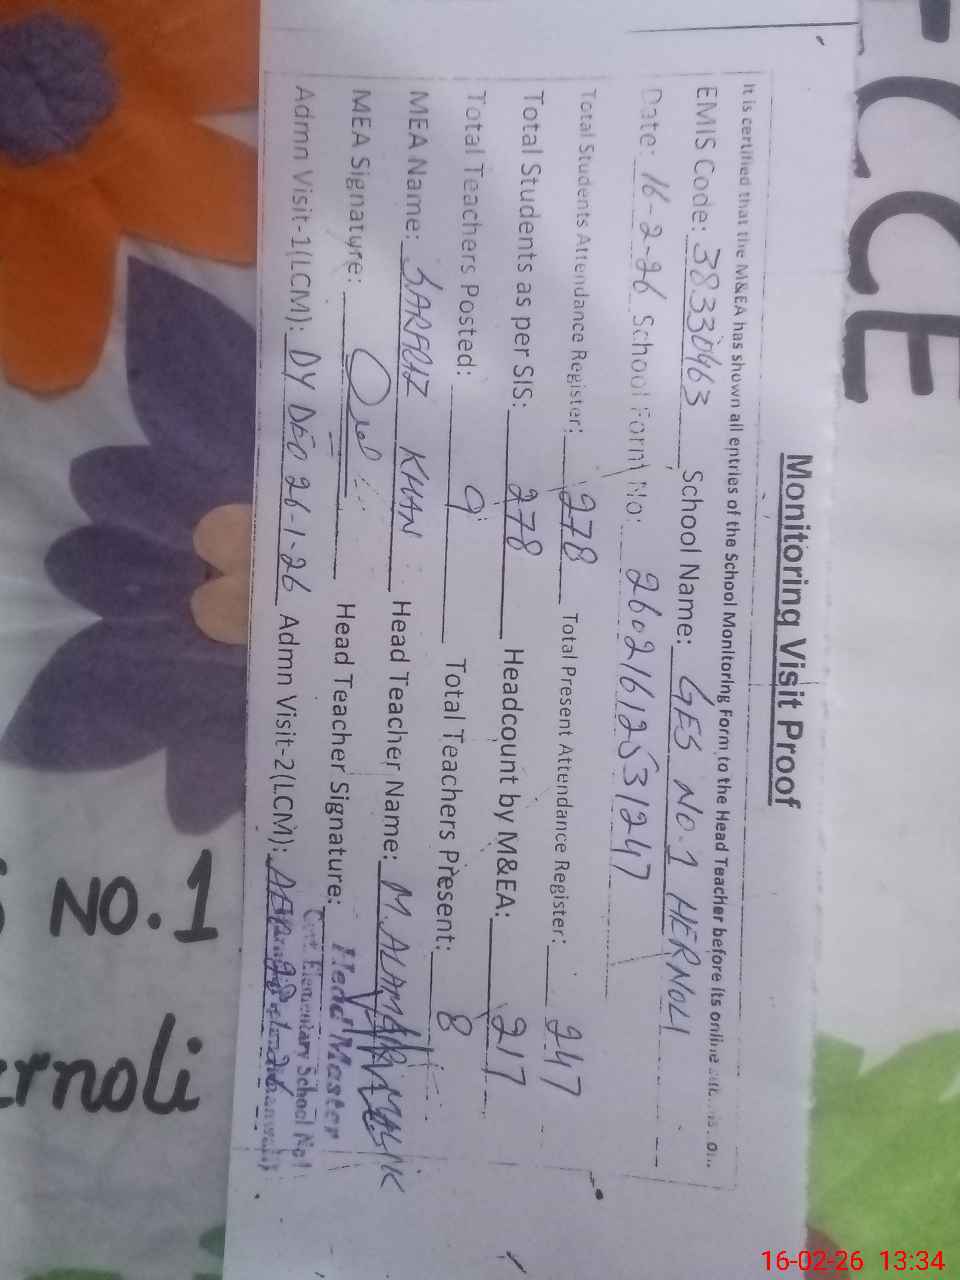 Monitoring Visit Proof
It is certified that the M&EA has shown all entries of the School Monitoring Form to the Head Teacher before its online
EMIS Code: 38330463 School Name: GES NO.1 HERNOLI
Date: 16-2-26 School Form No: 26021612531247
Total Students Attendance Register: 278 Total Present Attendance Register: 247
Total Students as per SIS: 278 Headcount by M&EA: 217
Total Teachers Posted: 9 Total Teachers Present: 8
MEA Name: SARFRAZ KHAN Head Teacher Name: M. ALAMGIR MALIK
MEA Signature: Head Teacher Signature:
Head Master
Govt. Elementary School No1
Admn Visit-1(LCM): DY DEO 26-1-26 Admn Visit-2(LCM): AEO
ECCE
NO.1
ernoli
16-02-26 13:34